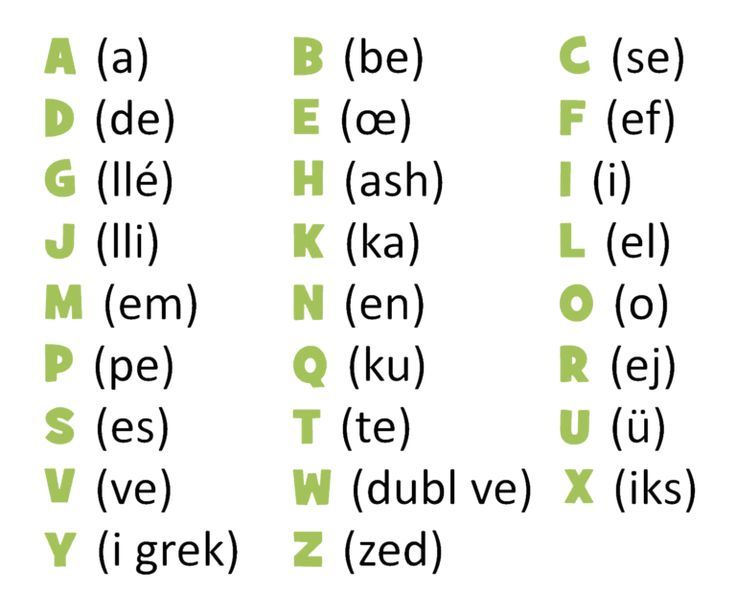 A (a) B (be) C (se)
D (de) E (œ) F (ef)
G (llé) H (ash) I (i)
J (lli) K (ka) L (el)
M (em) N (en) O (o)
P (pe) Q (ku) R (ej)
S (es) T (te) U (ü)
V (ve) W (dubl ve) X (iks)
Y (i grek) Z (zed)